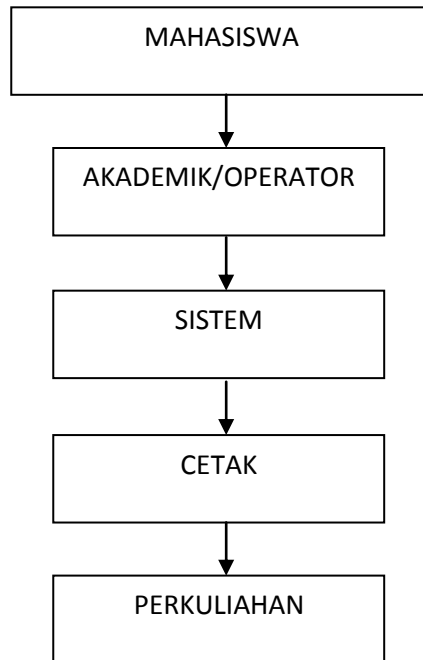 MAHASISWA
AKADEMIK/OPERATOR
SISTEM
CETAK
PERKULIAHAN